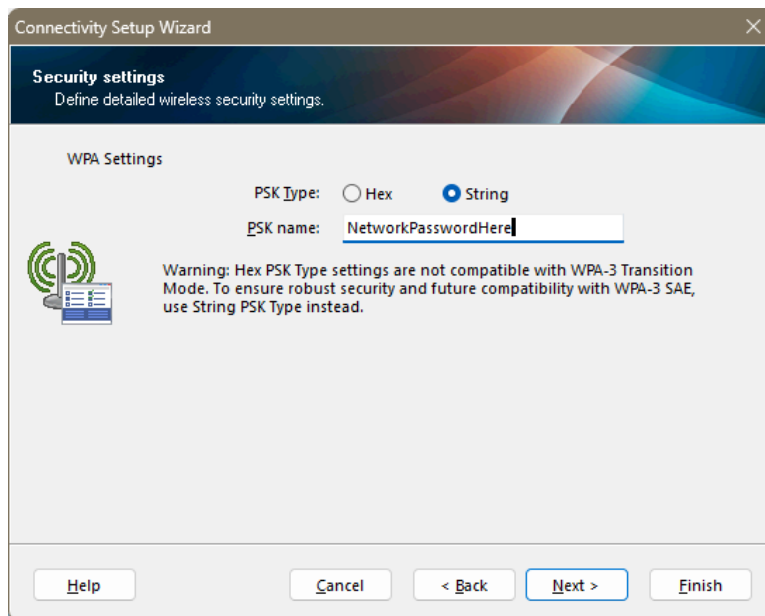 Connectivity Setup Wizard
Security settings
Define detailed wireless security settings.
WPA Settings
PSK Type: Hex String
PSK name: NetworkPasswordHere
Warning: Hex PSK Type settings are not compatible with WPA-3 Transition
Mode. To ensure robust security and future compatibility with WPA-3 SAE,
use String PSK Type instead.
Help Cancel < Back Next > Finish